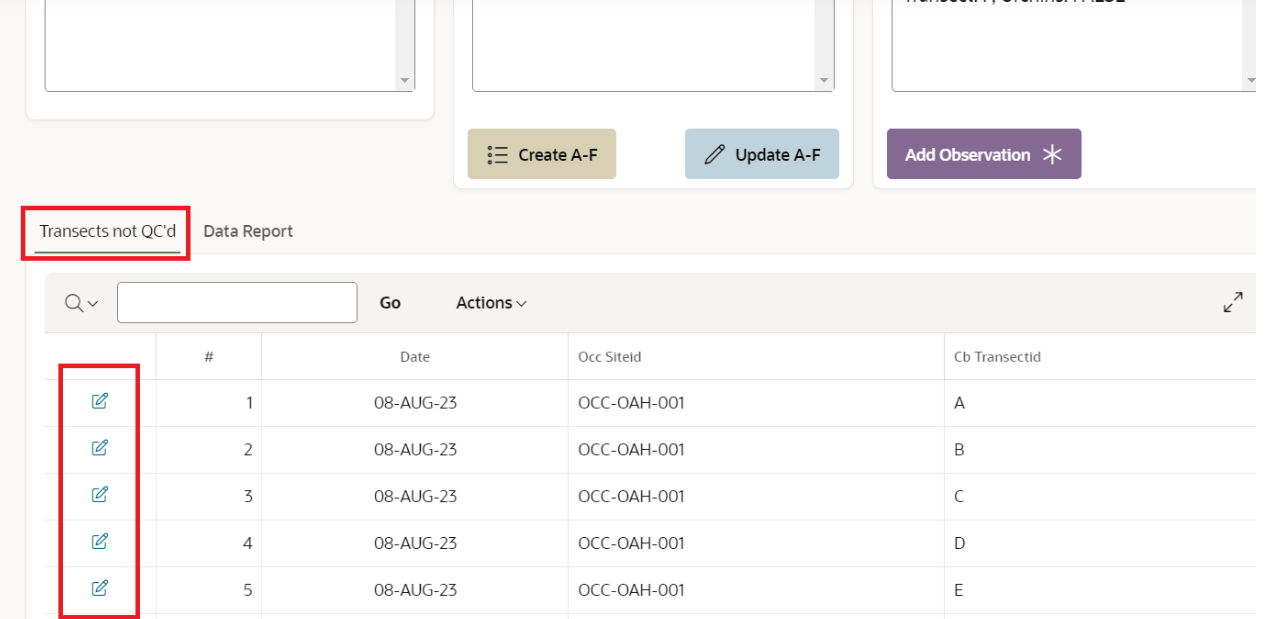 Create A-F
Update A-F
Add Observation
Transects not QC'd
Data Report
Go
Actions
#
Date
Occ Siteid
Cb Transectid
1
08-AUG-23
OCC-OAH-001
A
2
08-AUG-23
OCC-OAH-001
B
3
08-AUG-23
OCC-OAH-001
C
4
08-AUG-23
OCC-OAH-001
D
5
08-AUG-23
OCC-OAH-001
E